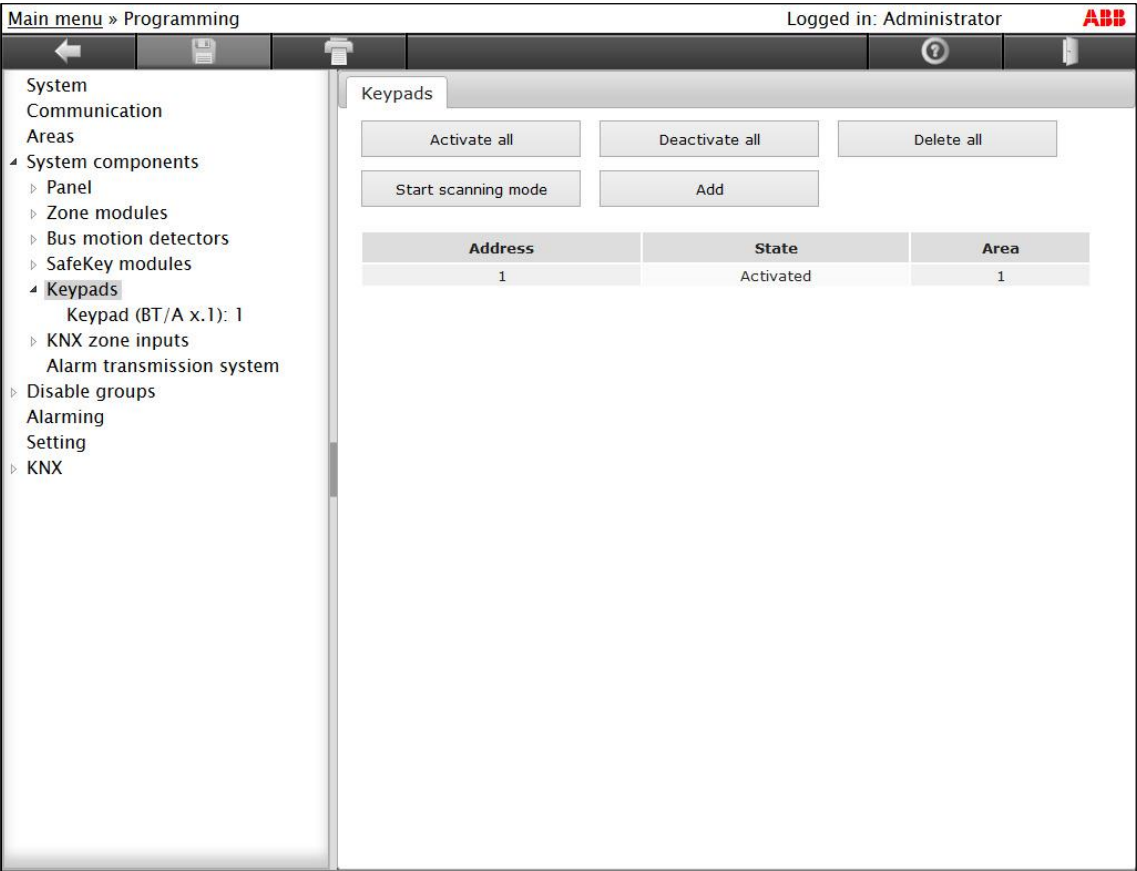 Main menu » Programming Logged in: Administrator ABB
System
Communication
Areas
System components
Panel
Zone modules
Bus motion detectors
SafeKey modules
Keypads
Keypad (BT/A x.1): 1
KNX zone inputs
Alarm transmission system
Disable groups
Alarming
Setting
KNX
Keypads
Activate all Deactivate all Delete all
Start scanning mode Add
Address State Area
1 Activated 1